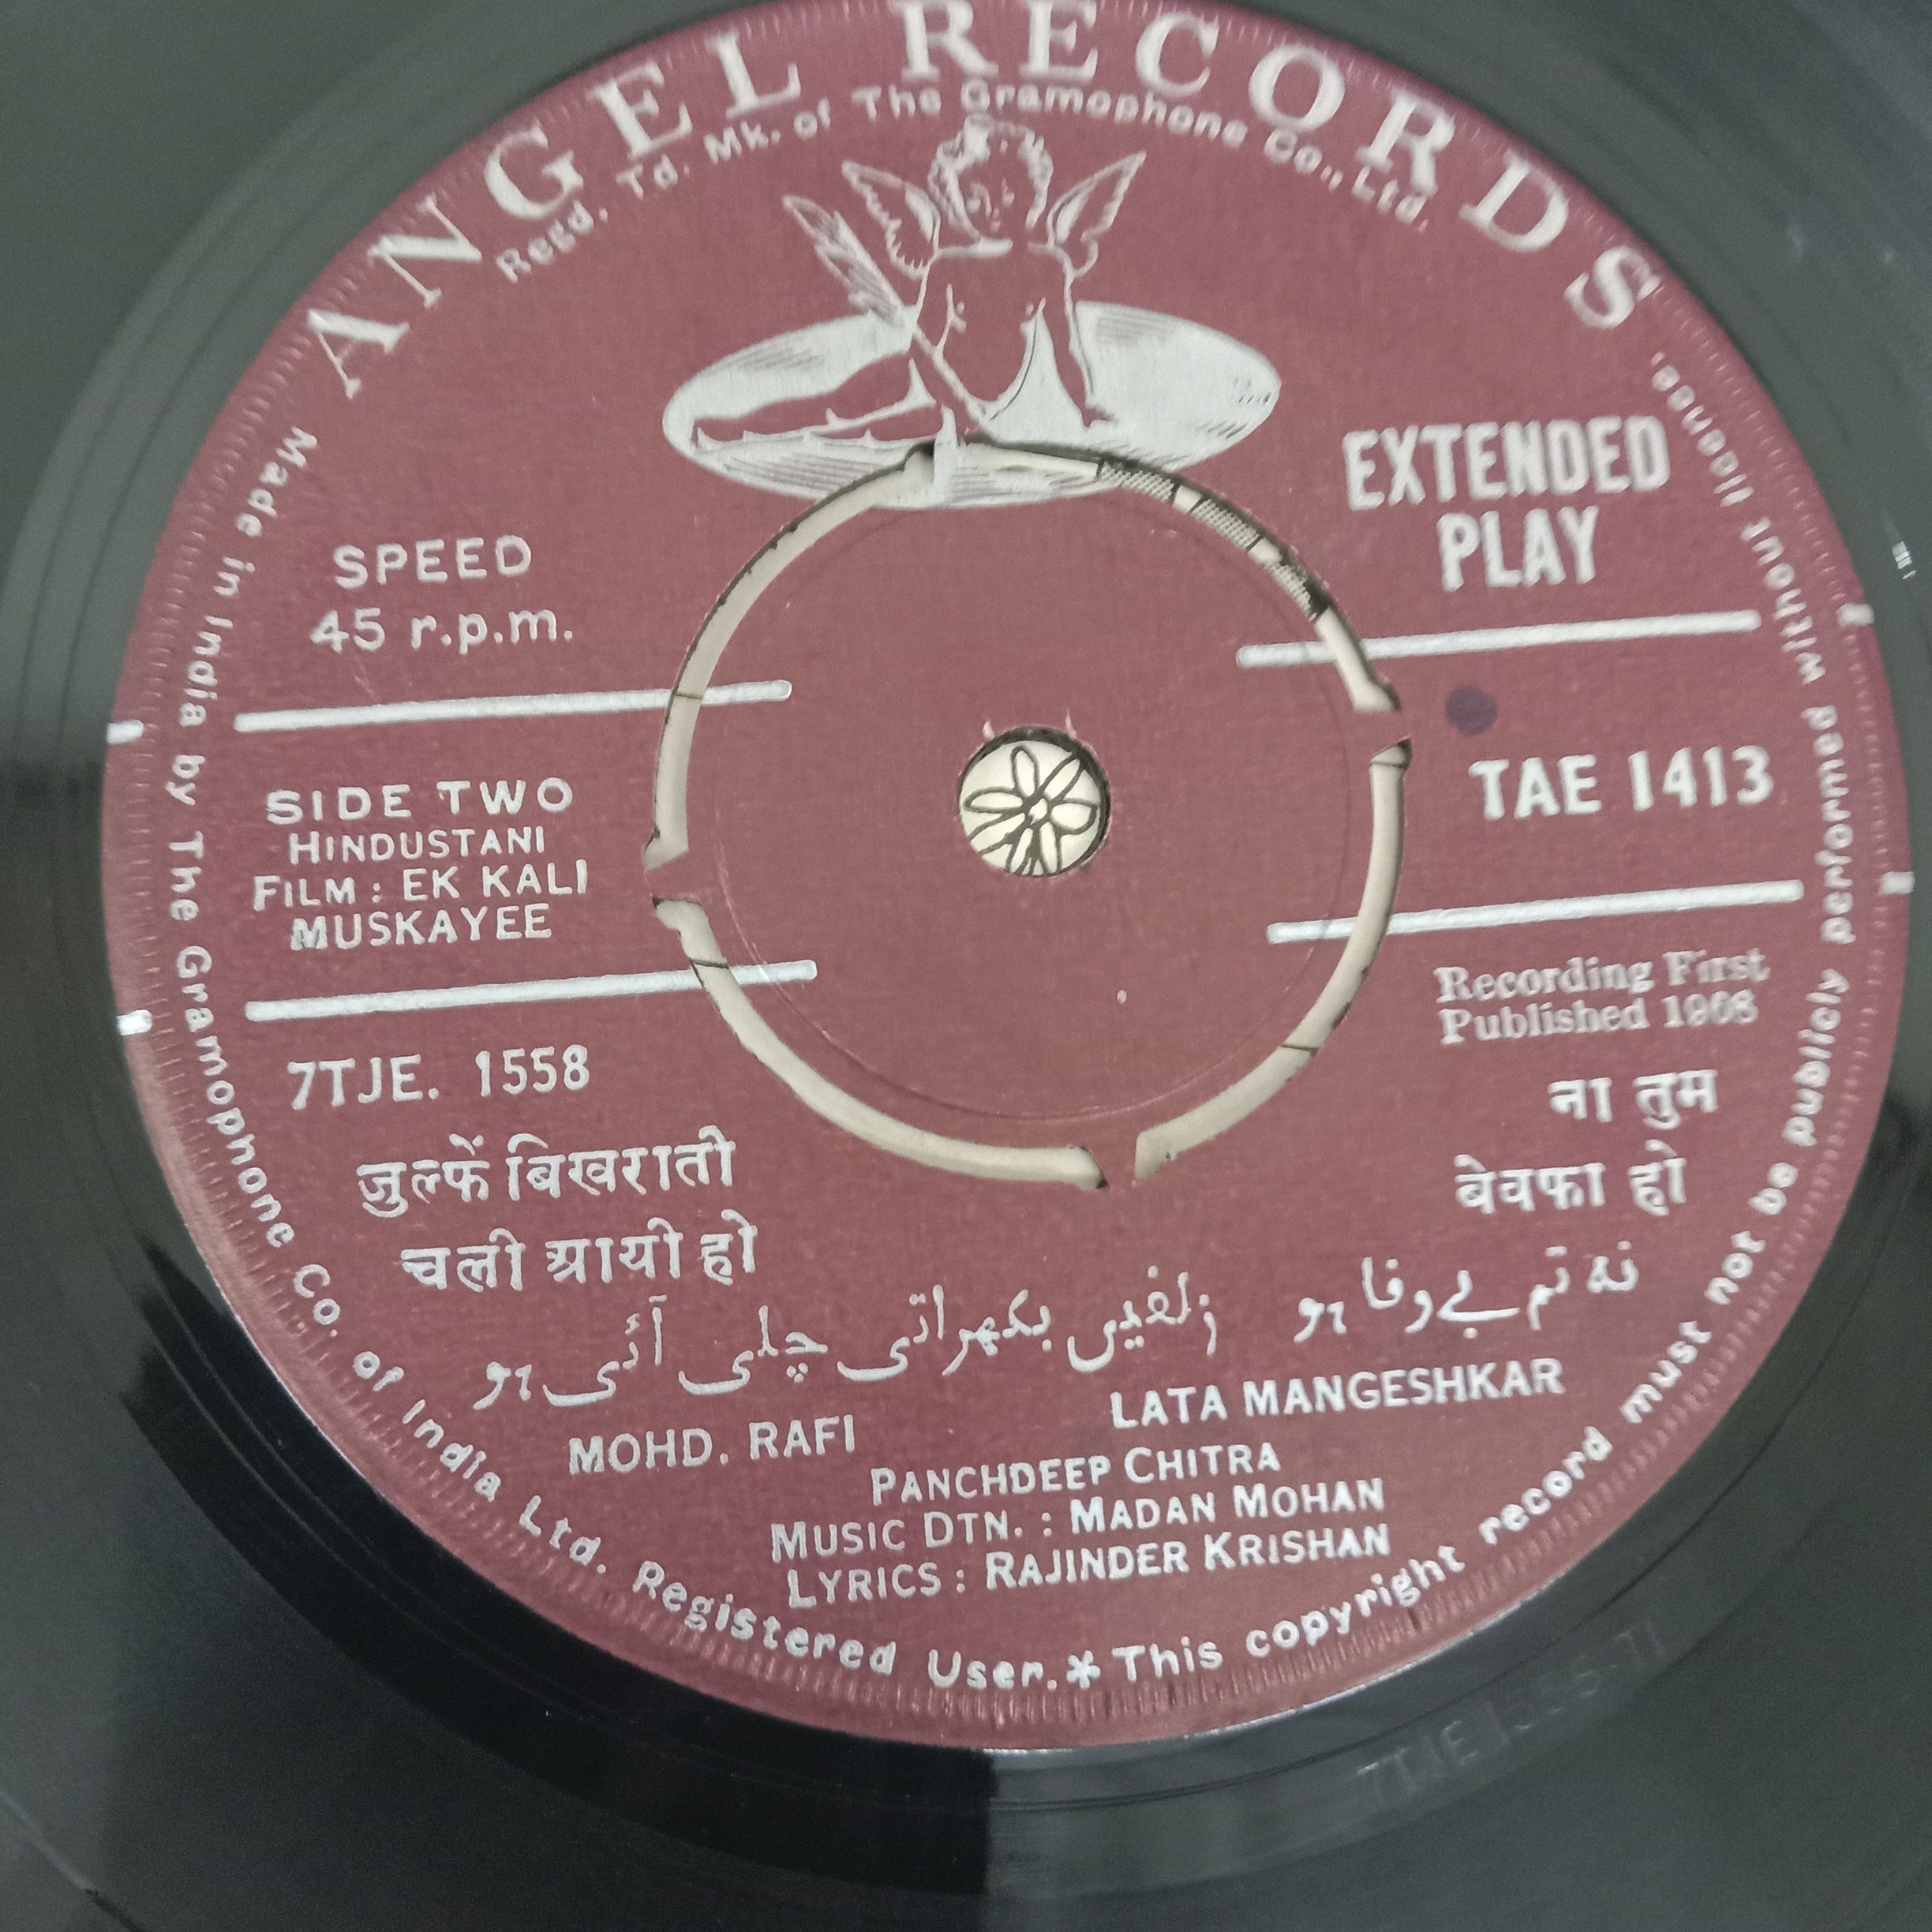 ANGEL RECORDS
Regd. Td. Mk. of The Gramophone Co., Ltd.
EXTENDED
PLAY
SPEED
45 r.p.m.
TAE 1413
SIDE TWO
HINDUSTANI
FILM : EK KALI
MUSKAYEE
Recording First
Published 1968
7TJE. 1558
जुल्फें बिखराती
चली आयी हो
ना तुम
बेवफा हो
زلفیں بکھراتی چلی آئی ہو
نہ تم بے وفا ہو
MOHD. RAFI
LATA MANGESHKAR
PANCHDEEP CHITRA
MUSIC DTN. : MADAN MOHAN
LYRICS : RAJINDER KRISHAN
Made in India by The Gramophone Co. of India Ltd. Registered User. * This copyright record must not be publicly performed without license.